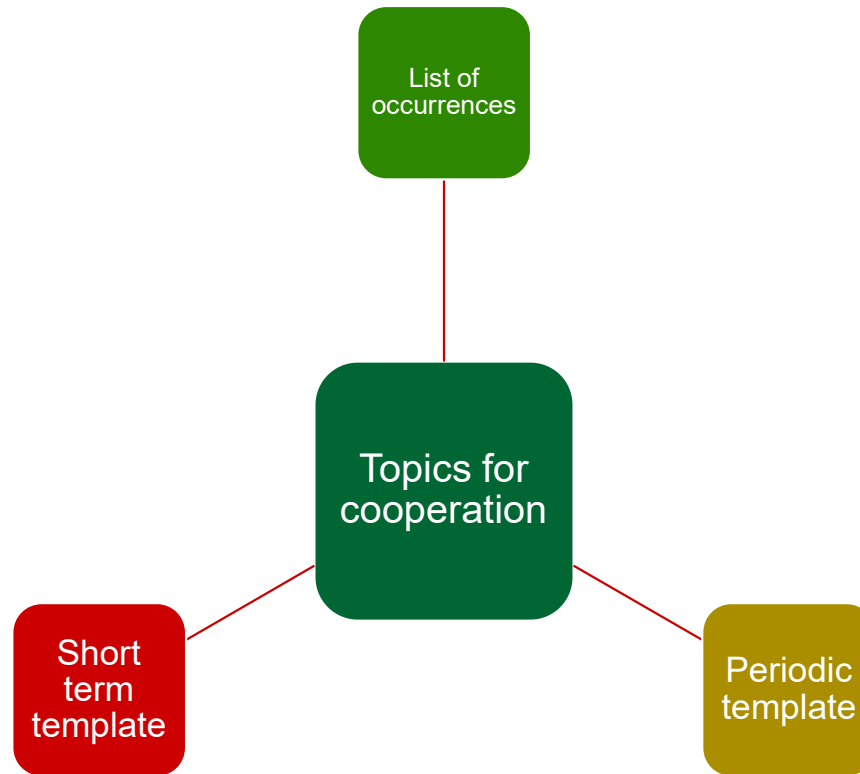 List of
occurrences
Topics for
cooperation
Short
term
template
Periodic
template